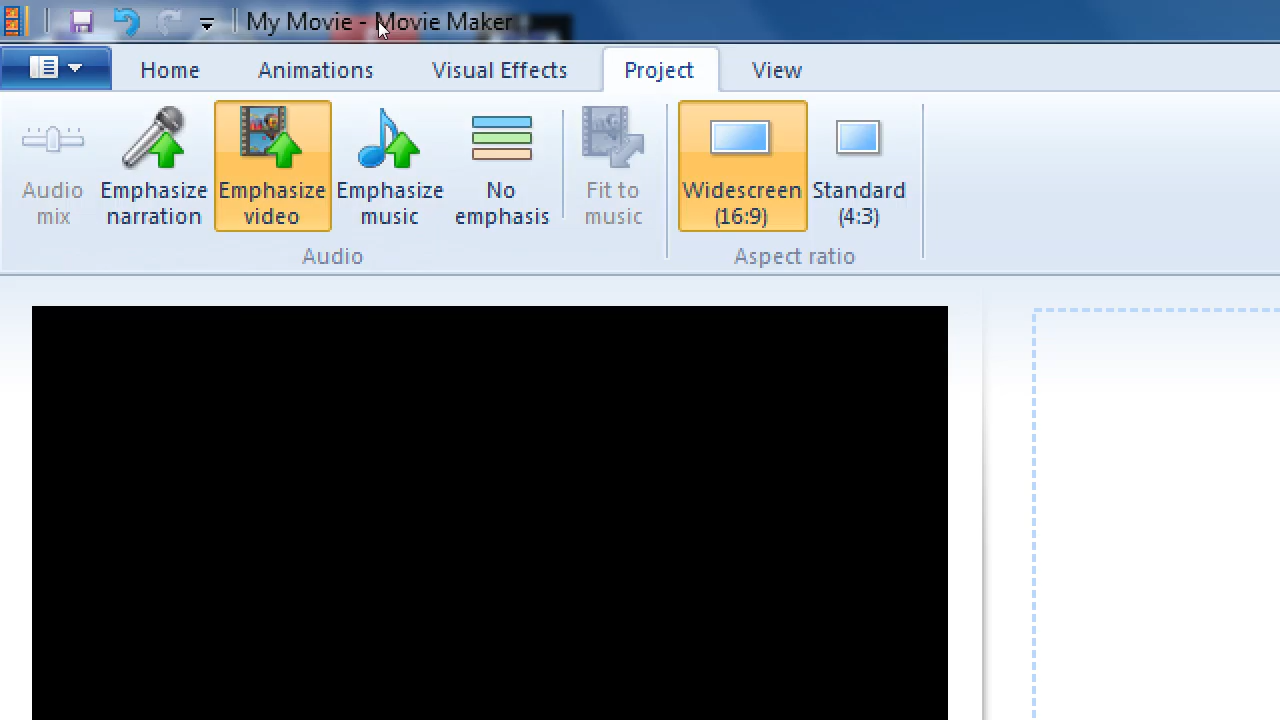 My Movie - Movie Maker
Home Animations Visual Effects Project View
Audio mix
Emphasize narration
Emphasize video
Emphasize music
No emphasis
Fit to music
Widescreen (16:9)
Standard (4:3)
Audio
Aspect ratio